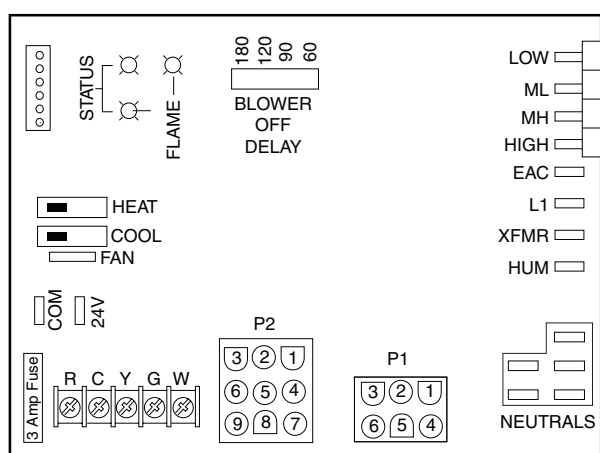 STATUS
FLAME
180
120
90
60
BLOWER
OFF
DELAY
LOW
ML
MH
HIGH
EAC
L1
XFMR
HUM
HEAT
COOL
FAN
COM
24V
3 Amp Fuse
R C Y G W
P2
3 2 1
6 5 4
9 8 7
P1
3 2 1
6 5 4
NEUTRALS